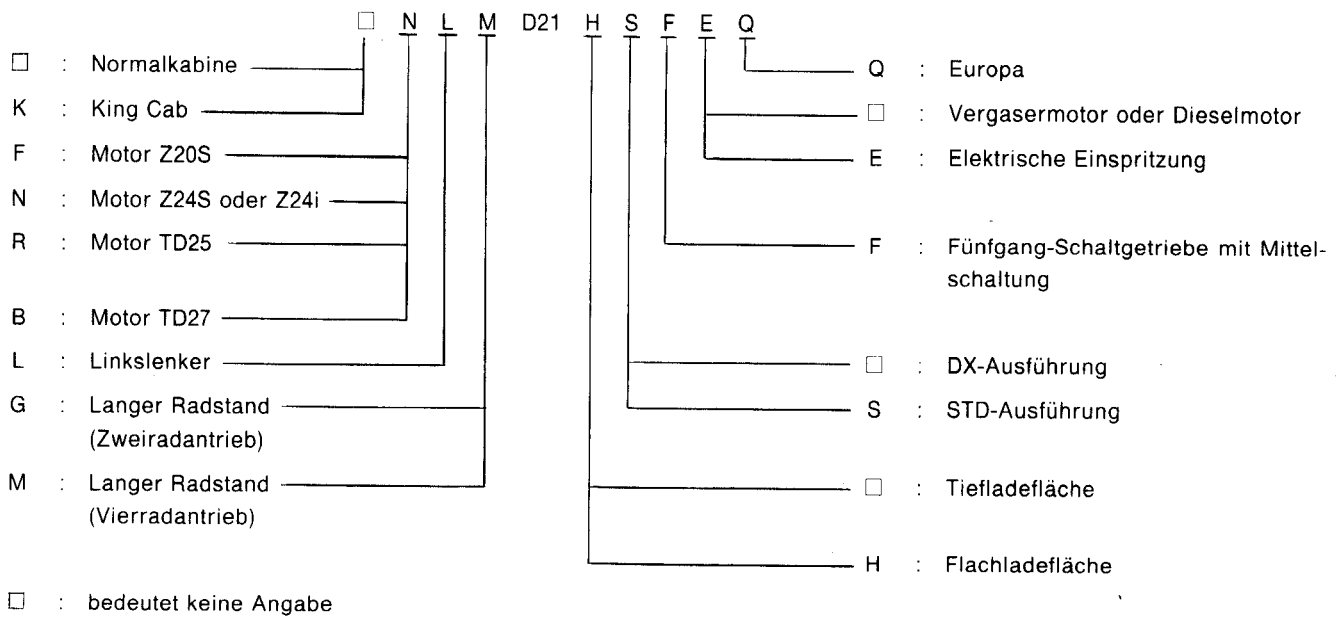 □ N L M D21 H S F E Q
□ : Normalkabine
K : King Cab
F : Motor Z20S
N : Motor Z24S oder Z24i
R : Motor TD25
B : Motor TD27
L : Linkslenker
G : Langer Radstand
(Zweiradantrieb)
M : Langer Radstand
(Vierradantrieb)
Q : Europa
□ : Vergasermotor oder Dieselmotor
E : Elektrische Einspritzung
F : Fünfgang-Schaltgetriebe mit Mittel-
schaltung
□ : DX-Ausführung
S : STD-Ausführung
□ : Tiefladefläche
H : Flachladefläche
□ : bedeutet keine Angabe